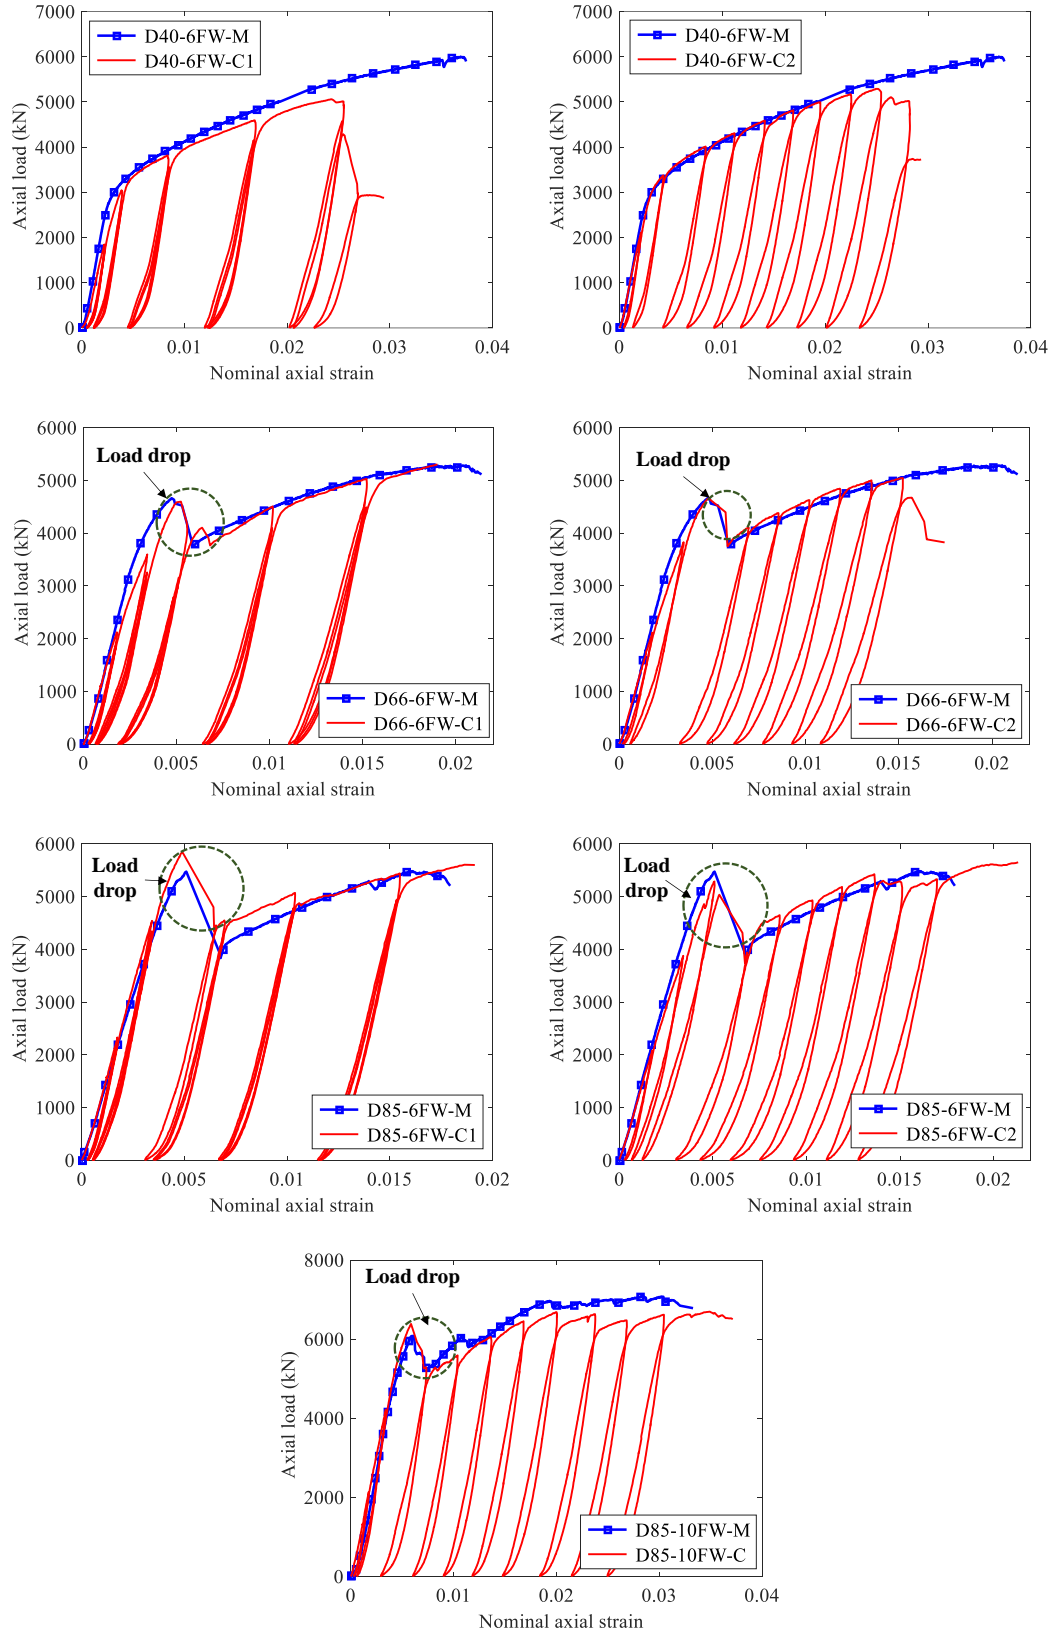 7000
6000
5000
4000
3000
2000
1000
0
Axial load (kN)
D40-6FW-M
D40-6FW-C1
0 0.01 0.02 0.03 0.04
Nominal axial strain
7000
6000
5000
4000
3000
2000
1000
0
Axial load (kN)
D40-6FW-M
D40-6FW-C2
0 0.01 0.02 0.03 0.04
Nominal axial strain
6000
5000
4000
3000
2000
1000
0
Axial load (kN)
Load drop
D66-6FW-M
D66-6FW-C1
0 0.005 0.01 0.015 0.02
Nominal axial strain
6000
5000
4000
3000
2000
1000
0
Axial load (kN)
Load drop
D66-6FW-M
D66-6FW-C2
0 0.005 0.01 0.015 0.02
Nominal axial strain
6000
5000
4000
3000
2000
1000
0
Axial load (kN)
Load
drop
D85-6FW-M
D85-6FW-C1
0 0.005 0.01 0.015 0.02
Nominal axial strain
6000
5000
4000
3000
2000
1000
0
Axial load (kN)
Load
drop
D85-6FW-M
D85-6FW-C2
0 0.005 0.01 0.015 0.02
Nominal axial strain
8000
6000
4000
2000
0
Axial load (kN)
Load drop
D85-10FW-M
D85-10FW-C
0 0.01 0.02 0.03 0.04
Nominal axial strain